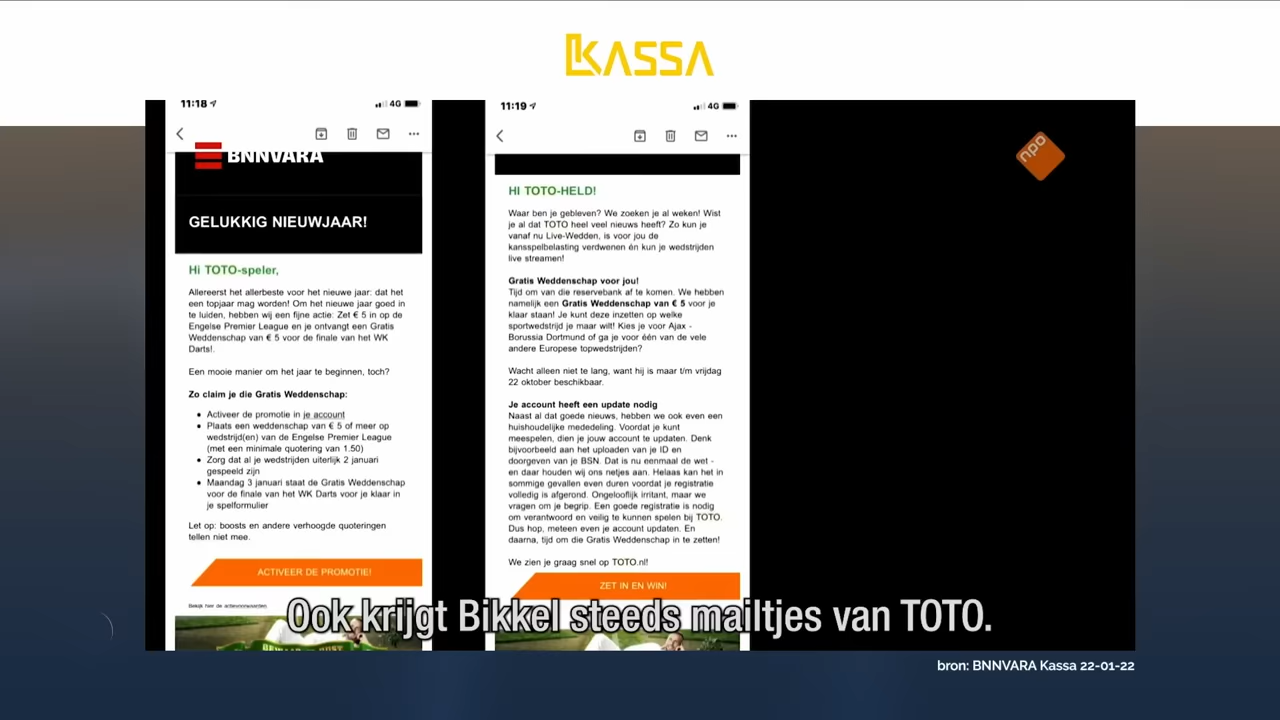 KASSA
11:18
4G
BNNVARA
GELUKKIG NIEUWJAAR!
Hi TOTO-speler,
Allereerst het allerbeste voor het nieuwe jaar: dat het
een topjaar mag worden! Om het nieuwe jaar goed in
te luiden, hebben wij een fijne actie: Zet € 5 in op de
Engelse Premier League en je ontvangt een Gratis
Weddenschap van € 5 voor de finale van het WK
Darts!.
Een mooie manier om het jaar te beginnen, toch?
Zo claim je die Gratis Weddenschap:
• Activeer de promotie in je account
• Plaats een weddenschap van € 5 of meer op
wedstrijd(en) van de Engelse Premier League
(met een minimale quotering van 1.50)
• Zorg dat al je wedstrijden uiterlijk 2 januari
gespeeld zijn
• Maandag 3 januari staat de Gratis Weddenschap
voor de finale van het WK Darts voor je klaar in
je spelformulier
Let op: boosts en andere verhoogde quoteringen
tellen niet mee.
ACTIVEER DE PROMOTIE!
Bekijk hier de actievoorwaarden
11:19
4G
HI TOTO-HELD!
Waar ben je gebleven? We zoeken je al weken! Wist
je al dat TOTO heel veel nieuws heeft? Zo kun je
vanaf nu Live-Wedden, is voor jou de
kansspelbelasting verdwenen én kun je wedstrijden
live streamen!
Gratis Weddenschap voor jou!
Tijd om van die reservebank af te komen. We hebben
namelijk een Gratis Weddenschap van € 5 voor je
klaar staan! Je kunt deze inzetten op welke
sportwedstrijd je maar wilt! Kies je voor Ajax -
Borussia Dortmund of ga je voor één van de vele
andere Europese topwedstrijden?
Wacht alleen niet te lang, want hij is maar t/m vrijdag
22 oktober beschikbaar.
Je account heeft een update nodig
Naast al dat goede nieuws, hebben we ook even een
huishoudelijke mededeling. Voordat je kunt
meespelen, dien je jouw account te updaten. Denk
bijvoorbeeld aan het uploaden van je ID en
doorgeven van je BSN. Dat is nu eenmaal de wet -
en daar houden wij ons netjes aan. Helaas kan het in
sommige gevallen even duren voordat je registratie
volledig is afgerond. Ongelooflijk irritant, maar we
vragen om je begrip. Een goede registratie is nodig
om verantwoord en veilig te kunnen spelen bij TOTO.
Dus hop, meteen even je account updaten. En
daarna, tijd om die Gratis Weddenschap in te zetten!
We zien je graag snel op TOTO.nl!
ZET IN EN WIN!
npo
Ook krijgt Bikkel steeds mailtjes van TOTO.
bron: BNNVARA Kassa 22-01-22